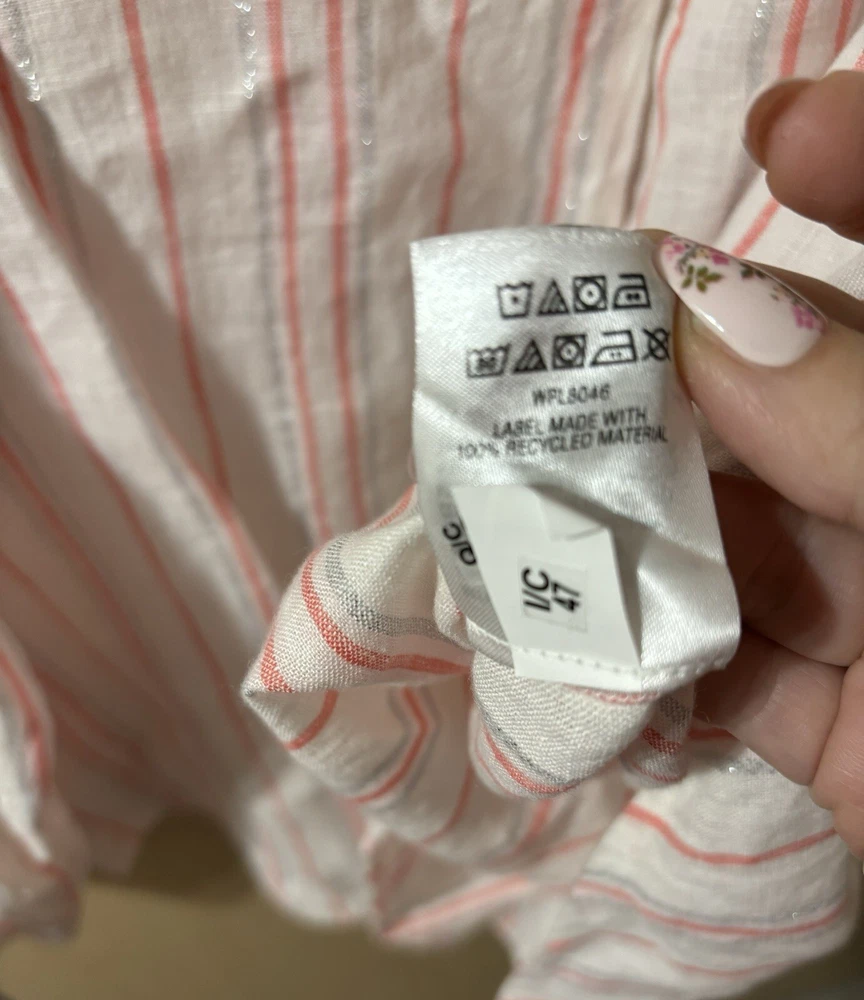 WPL8046
LABEL MADE WITH
100% RECYCLED MATERIAL
I/C
47